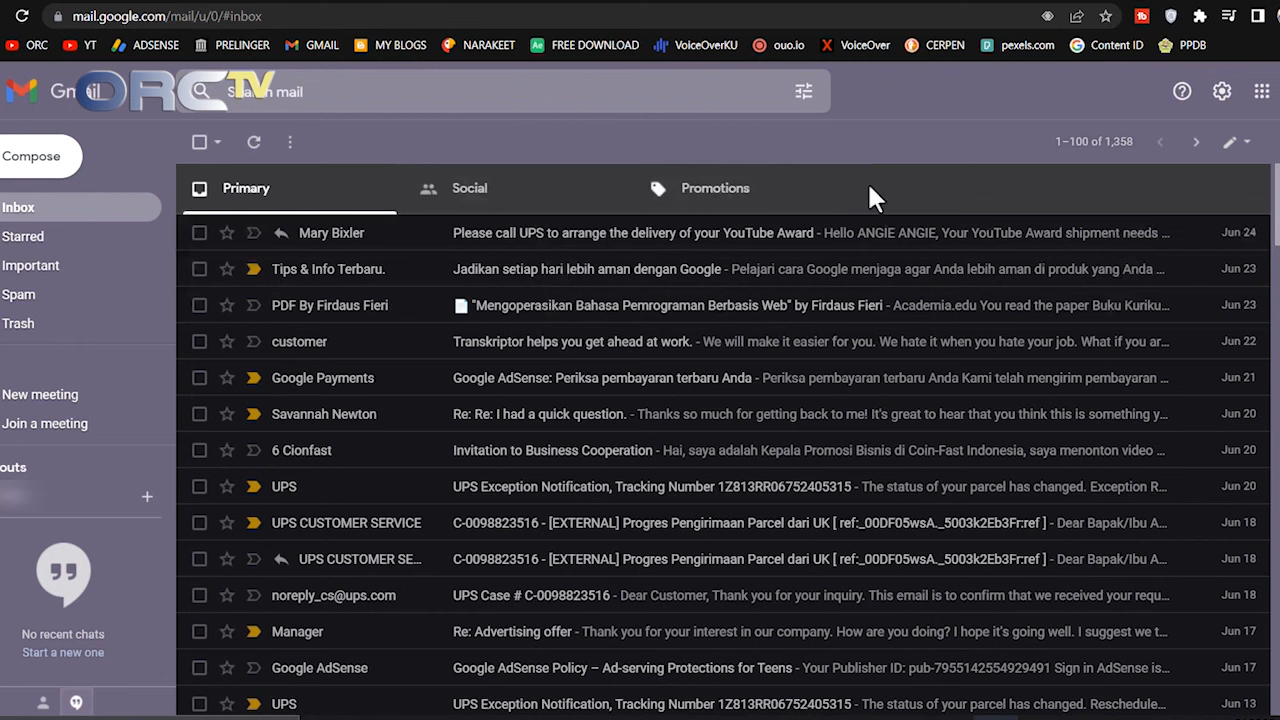 mail.google.com/mail/u/0/#inbox
ORC YT ADSENSE PRELINGER GMAIL MY BLOGS NARAKEET Ae FREE DOWNLOAD VoiceOverKU ouo.io VoiceOver CERPEN pexels.com Content ID PPDB
Gmail ORC TV Search mail
Compose
1–100 of 1,358
Inbox
Starred
Important
Spam
Trash
New meeting
Join a meeting
outs
No recent chats
Start a new one
Primary Social Promotions
Mary Bixler Please call UPS to arrange the delivery of your YouTube Award - Hello ANGIE ANGIE, Your YouTube Award shipment needs ... Jun 24
Tips & Info Terbaru. Jadikan setiap hari lebih aman dengan Google - Pelajari cara Google menjaga agar Anda lebih aman di produk yang Anda ... Jun 23
PDF By Firdaus Fieri "Mengoperasikan Bahasa Pemrograman Berbasis Web" by Firdaus Fieri - Academia.edu You read the paper Buku Kuriku... Jun 23
customer Transkriptor helps you get ahead at work. - We will make it easier for you. We hate it when you hate your job. What if you ar... Jun 22
Google Payments Google AdSense: Periksa pembayaran terbaru Anda - Periksa pembayaran terbaru Anda Kami telah mengirim pembayaran ... Jun 21
Savannah Newton Re: Re: I had a quick question. - Thanks so much for getting back to me! It's great to hear that you think this is something y... Jun 20
6 Cionfast Invitation to Business Cooperation - Hai, saya adalah Kepala Promosi Bisnis di Coin-Fast Indonesia, saya menonton video ... Jun 20
UPS UPS Exception Notification, Tracking Number 1Z813RR06752405315 - The status of your parcel has changed. Exception R... Jun 20
UPS CUSTOMER SERVICE C-0098823516 - [EXTERNAL] Progres Pengirimaan Parcel dari UK [ ref:_00DF05wsA._5003k2Eb3Fr:ref ] - Dear Bapak/Ibu A... Jun 18
UPS CUSTOMER SE... C-0098823516 - [EXTERNAL] Progres Pengirimaan Parcel dari UK [ ref:_00DF05wsA._5003k2Eb3Fr:ref ] - Dear Bapak/Ibu A... Jun 18
noreply_cs@ups.com UPS Case # C-0098823516 - Dear Customer, Thank you for your inquiry. This email is to confirm that we received your requ... Jun 18
Manager Re: Advertising offer - Thank you for your interest in our company. How are you doing? I hope it's going well. I suggest we t... Jun 17
Google AdSense Google AdSense Policy – Ad-serving Protections for Teens - Your Publisher ID: pub-7955142554929491 Sign in AdSense is... Jun 17
UPS UPS Exception Notification, Tracking Number 1Z813RR06752405315 - The status of your parcel has changed. Reschedule... Jun 13